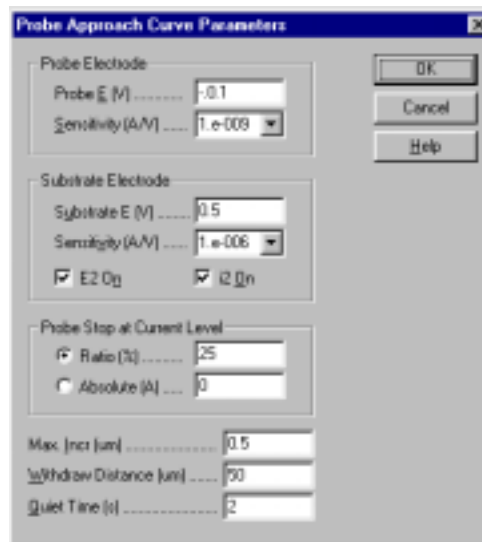 Probe Approach Curve Parameters
Probe Electrode
Probe E (V) ............ -.0.1
Sensitivity (A/V) ..... 1.e-009
OK
Cancel
Help
Substrate Electrode
Substrate E (V) ....... 0.5
Sensitivity (A/V) ..... 1.e-006
E2 On
i2 On
Probe Stop at Current Level
Ratio (%) .......... 25
Absolute (A) ..... 0
Max. Incr (um) ...................... 0.5
Withdraw Distance (um) ...... 50
Quiet Time (s) ....................... 2